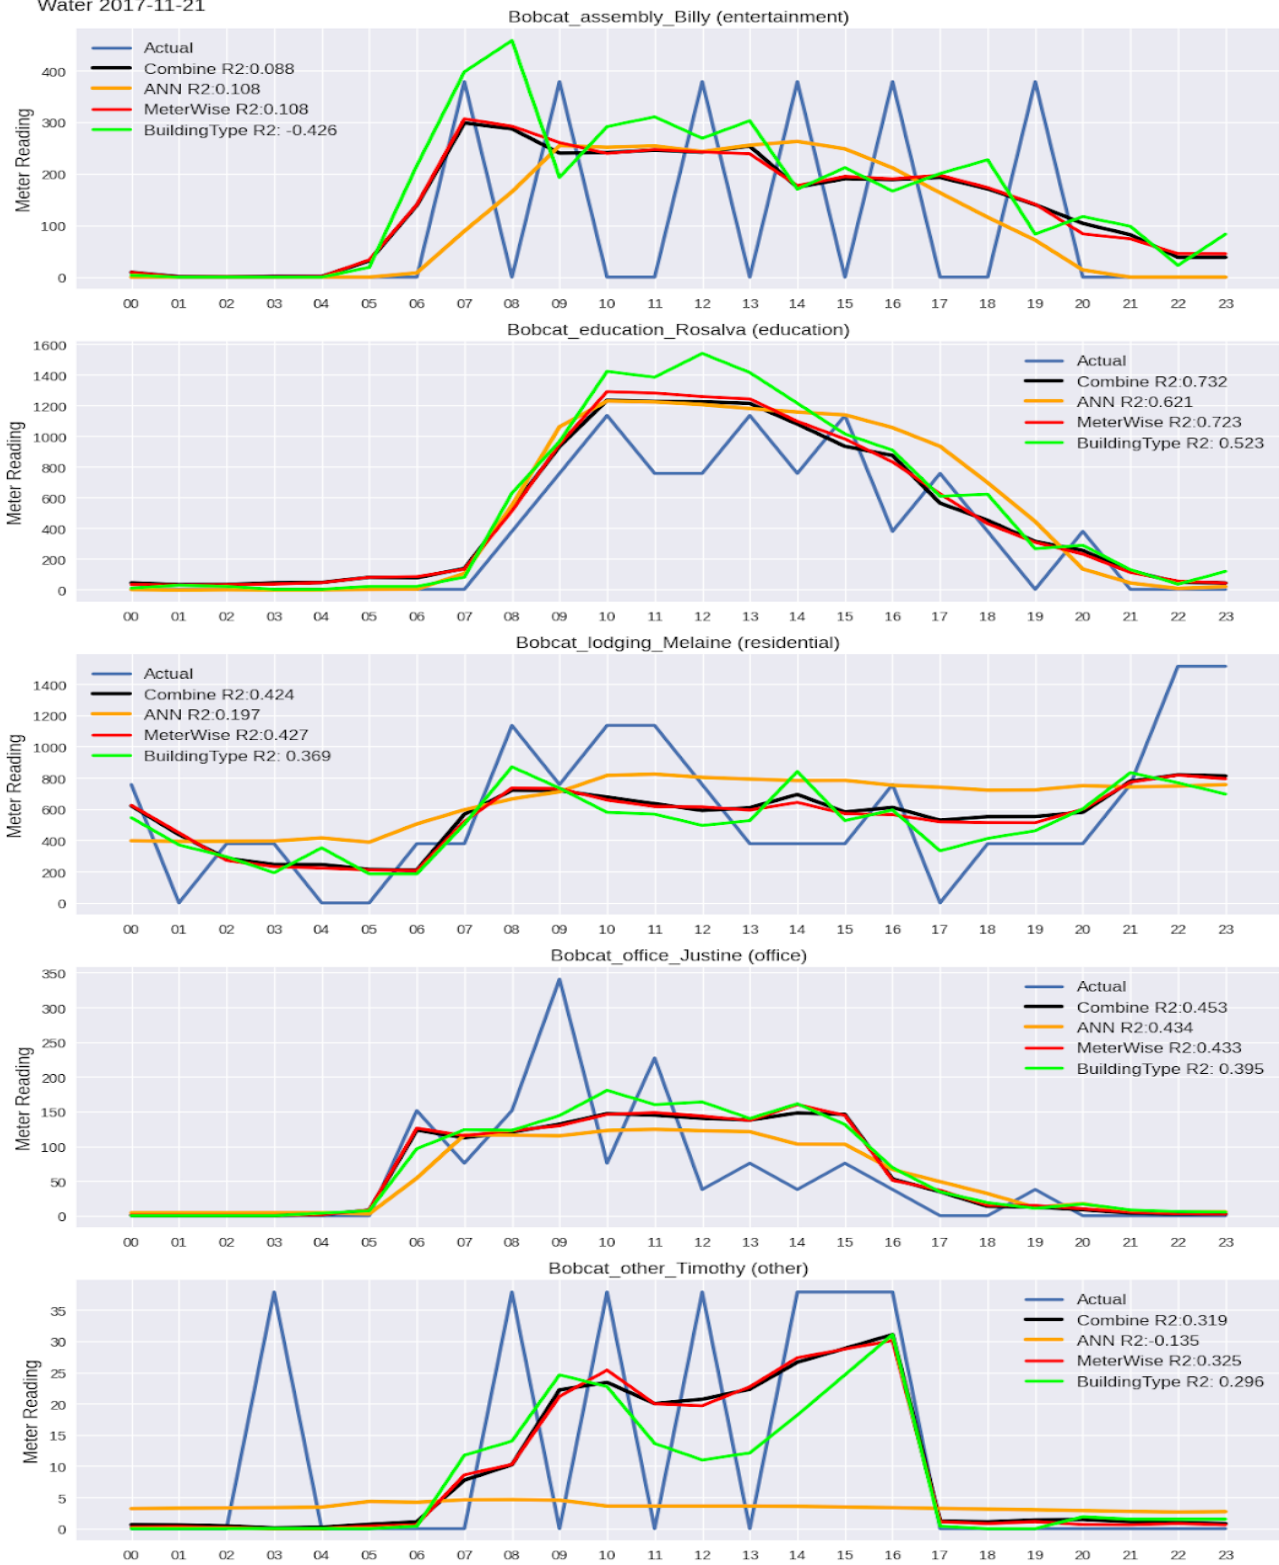 Water 2017-11-21
Bobcat_assembly_Billy (entertainment)
Actual
Combine R2:0.088
ANN R2:0.108
MeterWise R2:0.108
BuildingType R2: -0.426
Meter Reading
400
300
200
100
0
00 01 02 03 04 05 06 07 08 09 10 11 12 13 14 15 16 17 18 19 20 21 22 23
Bobcat_education_Rosalva (education)
Actual
Combine R2:0.732
ANN R2:0.621
MeterWise R2:0.723
BuildingType R2: 0.523
Meter Reading
1600
1400
1200
1000
800
600
400
200
0
00 01 02 03 04 05 06 07 08 09 10 11 12 13 14 15 16 17 18 19 20 21 22 23
Bobcat_lodging_Melaine (residential)
Actual
Combine R2:0.424
ANN R2:0.197
MeterWise R2:0.427
BuildingType R2: 0.369
Meter Reading
1400
1200
1000
800
600
400
200
0
00 01 02 03 04 05 06 07 08 09 10 11 12 13 14 15 16 17 18 19 20 21 22 23
Bobcat_office_Justine (office)
Actual
Combine R2:0.453
ANN R2:0.434
MeterWise R2:0.433
BuildingType R2: 0.395
Meter Reading
350
300
250
200
150
100
50
0
00 01 02 03 04 05 06 07 08 09 10 11 12 13 14 15 16 17 18 19 20 21 22 23
Bobcat_other_Timothy (other)
Actual
Combine R2:0.319
ANN R2:-0.135
MeterWise R2:0.325
BuildingType R2: 0.296
Meter Reading
35
30
25
20
15
10
5
0
00 01 02 03 04 05 06 07 08 09 10 11 12 13 14 15 16 17 18 19 20 21 22 23